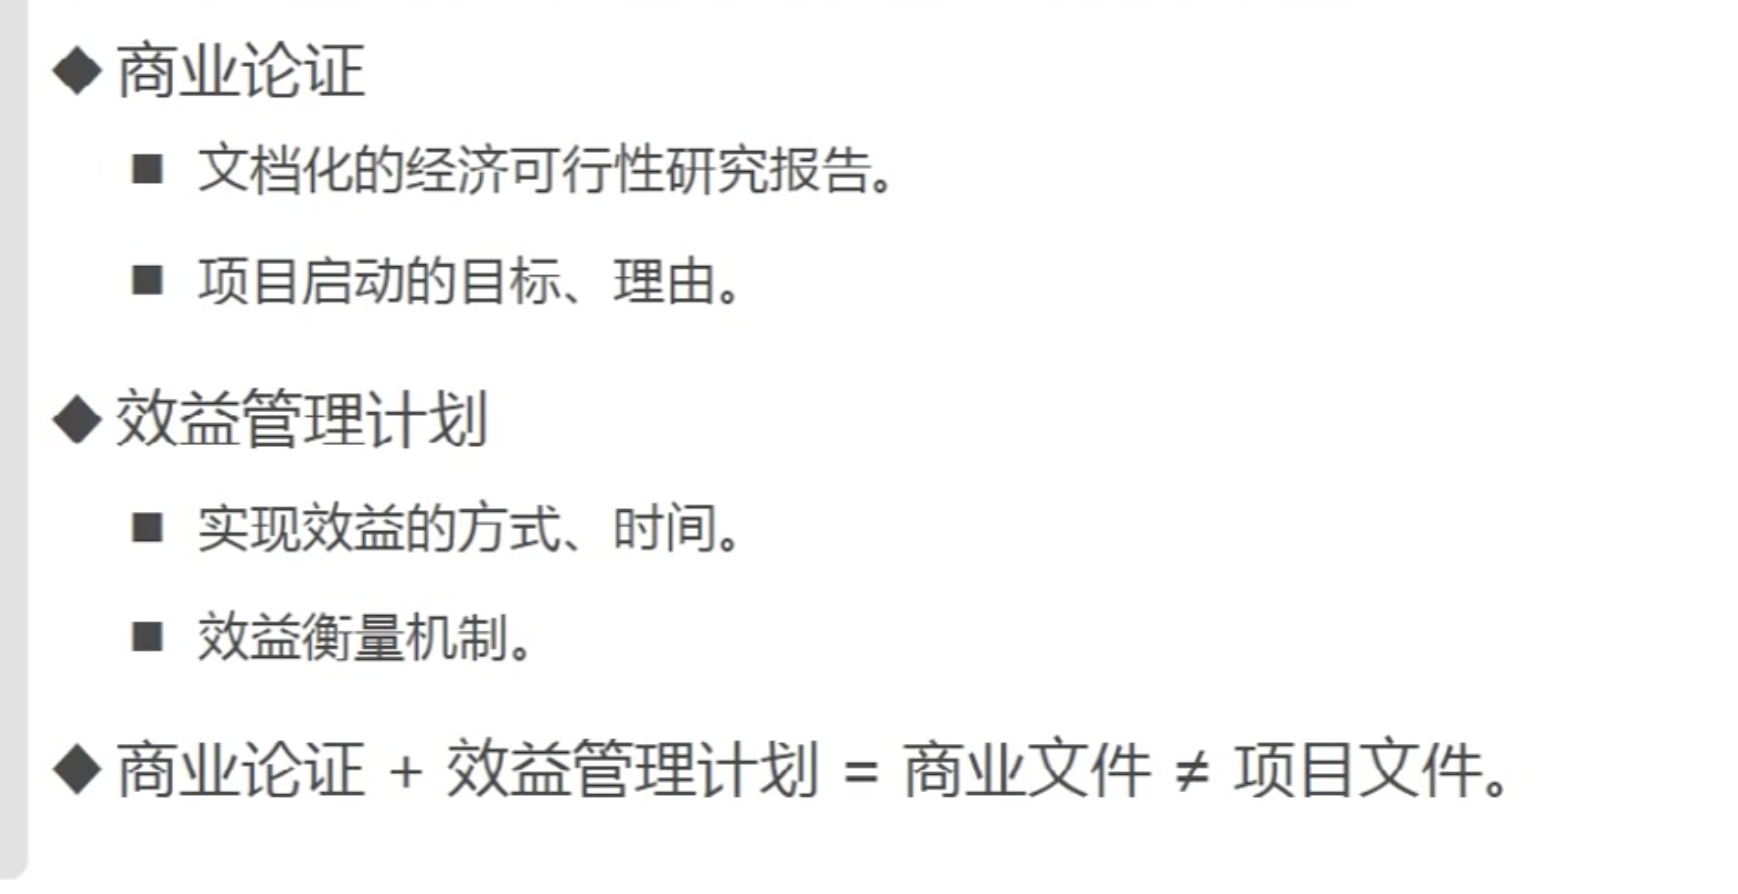 ◆商业论证
■ 文档化的经济可行性研究报告。
■ 项目启动的目标、理由。
◆效益管理计划
■ 实现效益的方式、时间。
■ 效益衡量机制。
◆商业论证 + 效益管理计划 = 商业文件 ≠ 项目文件。